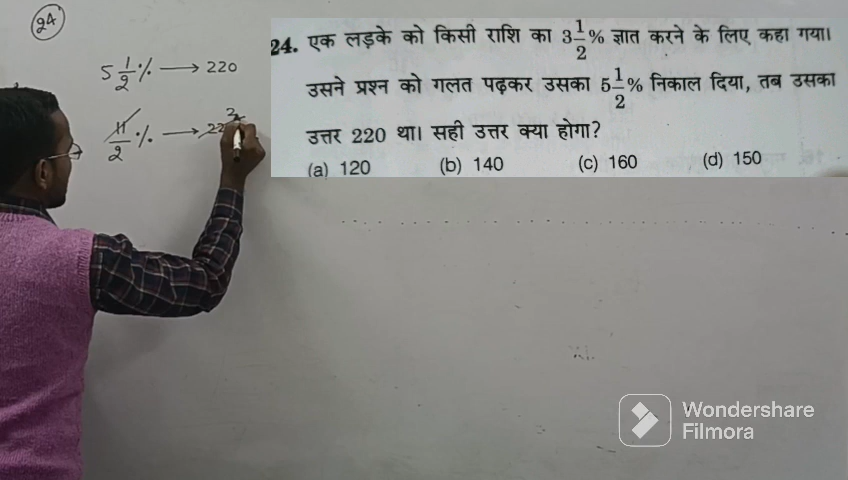 24
5 1/2 % → 220
11/2 % → 22
24. एक लड़के को किसी राशि का 3 1/2 % ज्ञात करने के लिए कहा गया।
उसने प्रश्न को गलत पढ़कर उसका 5 1/2 % निकाल दिया, तब उसका
उत्तर 220 था। सही उत्तर क्या होगा?
(a) 120 (b) 140 (c) 160 (d) 150
Wondershare
Filmora